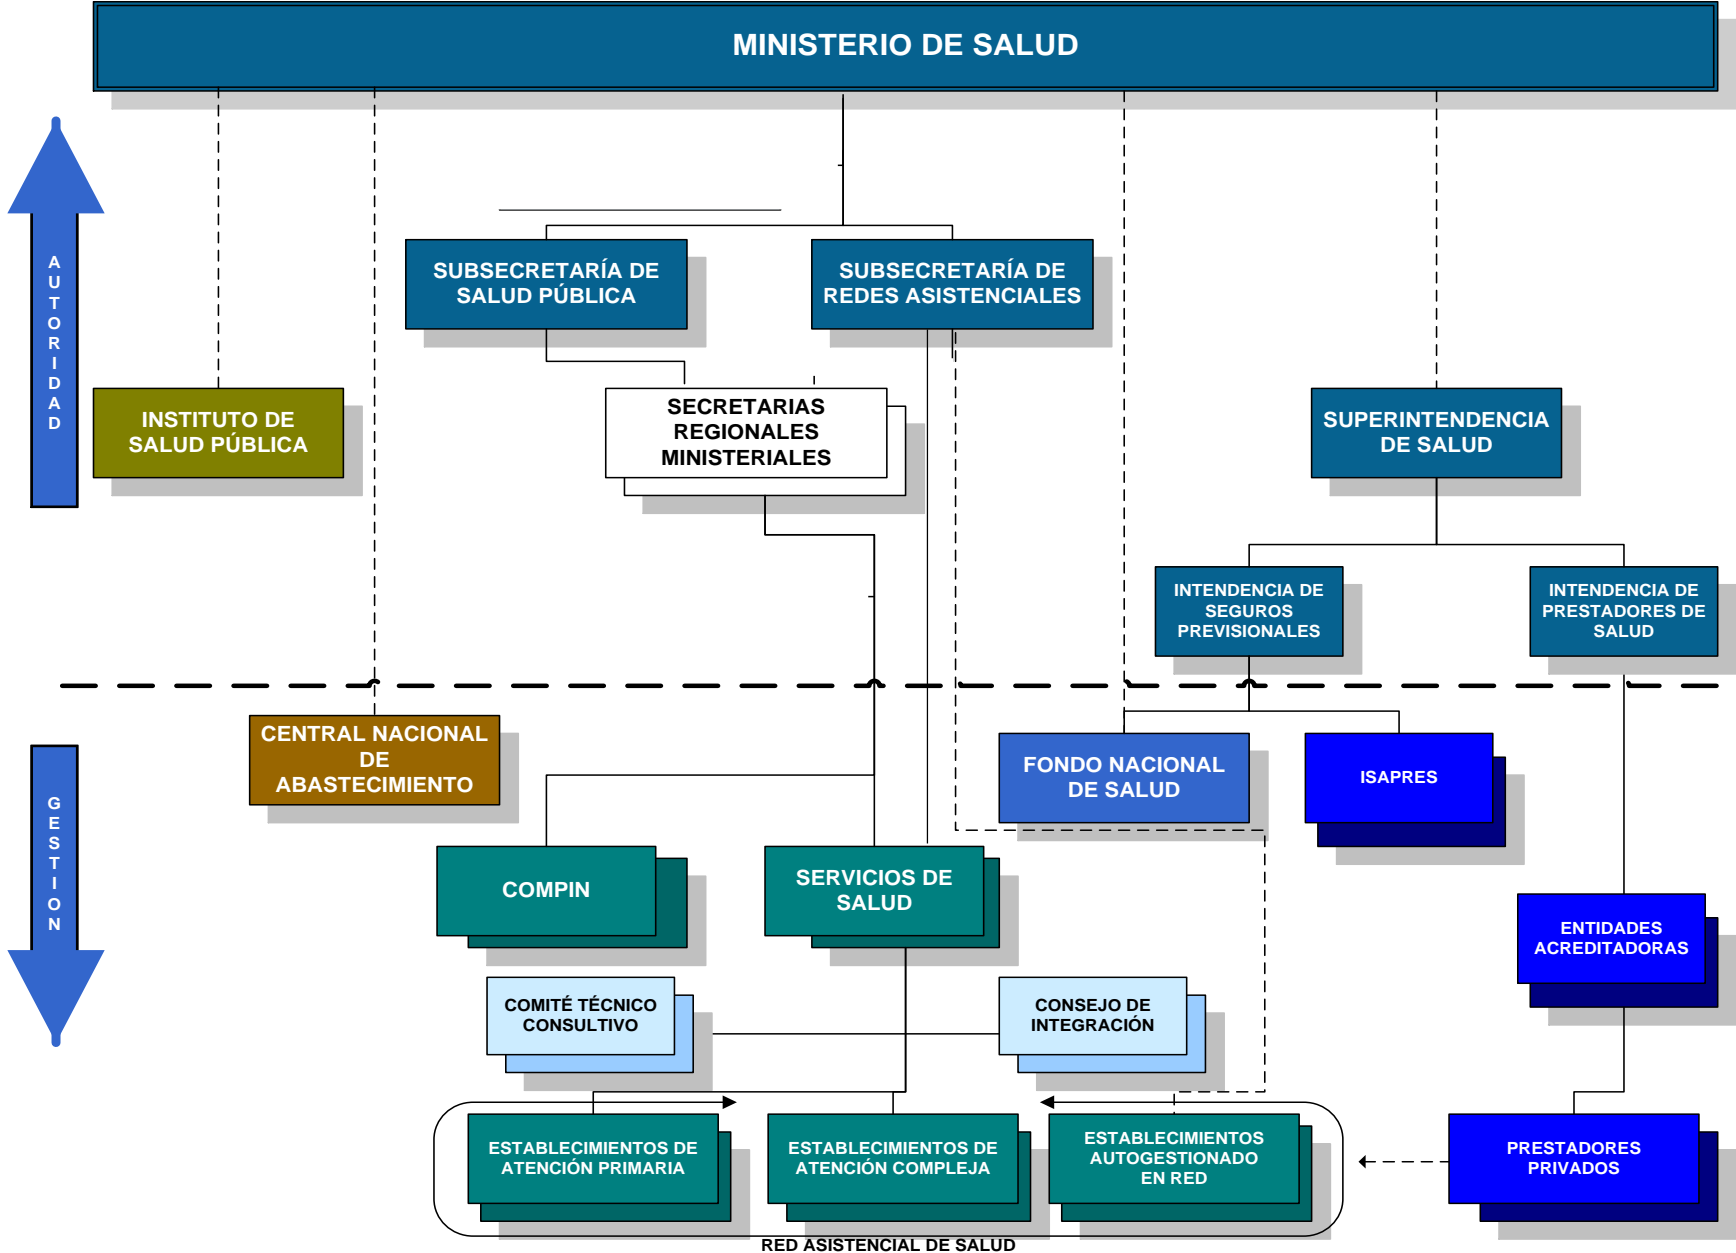 MINISTERIO DE SALUD
AUTORIDAD
SUBSECRETARÍA DE
SALUD PÚBLICA
SUBSECRETARÍA DE
REDES ASISTENCIALES
INSTITUTO DE
SALUD PÚBLICA
SECRETARIAS
REGIONALES
MINISTERIALES
SUPERINTENDENCIA
DE SALUD
INTENDENCIA DE
SEGUROS
PREVISIONALES
INTENDENCIA DE
PRESTADORES DE
SALUD
GESTION
CENTRAL NACIONAL
DE
ABASTECIMIENTO
FONDO NACIONAL
DE SALUD
ISAPRES
COMPIN
SERVICIOS DE
SALUD
ENTIDADES
ACREDITADORAS
COMITÉ TÉCNICO
CONSULTIVO
CONSEJO DE
INTEGRACIÓN
ESTABLECIMIENTOS DE
ATENCIÓN PRIMARIA
ESTABLECIMIENTOS DE
ATENCIÓN COMPLEJA
ESTABLECIMIENTOS
AUTOGESTIONADO
EN RED
PRESTADORES
PRIVADOS
RED ASISTENCIAL DE SALUD